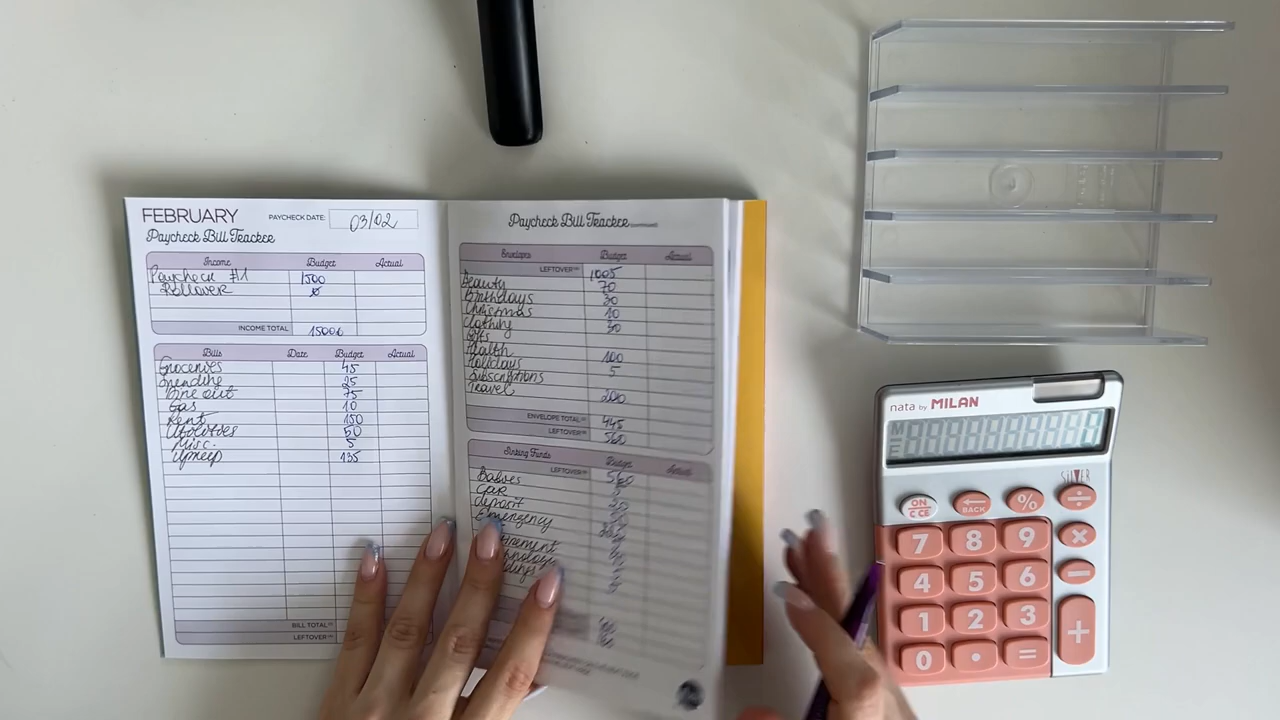 FEBRUARY
PAYCHECK DATE: 03/02
Paycheck Bill Tracker
Income Budget Actual
Paycheck #1 1500
Rollover
INCOME TOTAL 1500
Bills Date Budget Actual
Groceries 45
Spending 25
Dine out 75
Gas 10
Rent 150
50
Misc. 5
Upkeep 135
BILL TOTAL
LEFTOVER
Paycheck Bill Tracker (continued)
Envelopes Budget Actual
LEFTOVER 1005
Beauty 70
Birthdays 30
Christmas 10
Clothing 30
Gifts
Health 100
Holidays 5
Subscriptions
Travel 200
ENVELOPE TOTAL 445
LEFTOVER 560
Sinking Funds Budget Actual
LEFTOVER 560
Babies
Car
Deposit
Emergency
nata by MILAN
M
E
0
SILVER
ON/C CE BACK % ÷
7 8 9 ×
4 5 6 −
1 2 3 +
0 • =